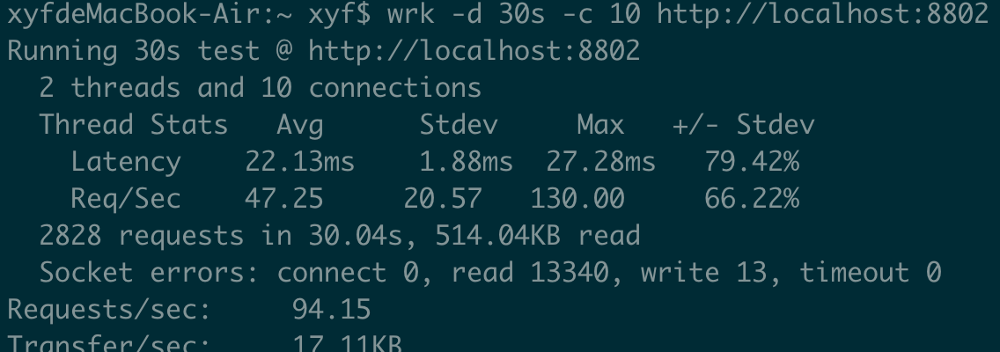 xyfdeMacBook-Air:~ xyf$ wrk -d 30s -c 10 http://localhost:8802
Running 30s test @ http://localhost:8802
  2 threads and 10 connections
  Thread Stats   Avg      Stdev     Max   +/- Stdev
    Latency    22.13ms    1.88ms  27.28ms   79.42%
    Req/Sec    47.25     20.57   130.00     66.22%
  2828 requests in 30.04s, 514.04KB read
  Socket errors: connect 0, read 13340, write 13, timeout 0
Requests/sec:     94.15
Transfer/sec:     17.11KB